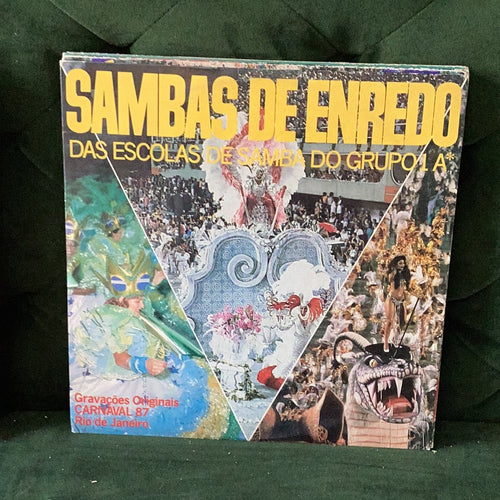 SAMBAS DE ENREDO
DAS ESCOLAS DE SAMBA DO GRUPO 1 A*
Gravações Originais
CARNAVAL 87
Rio de Janeiro